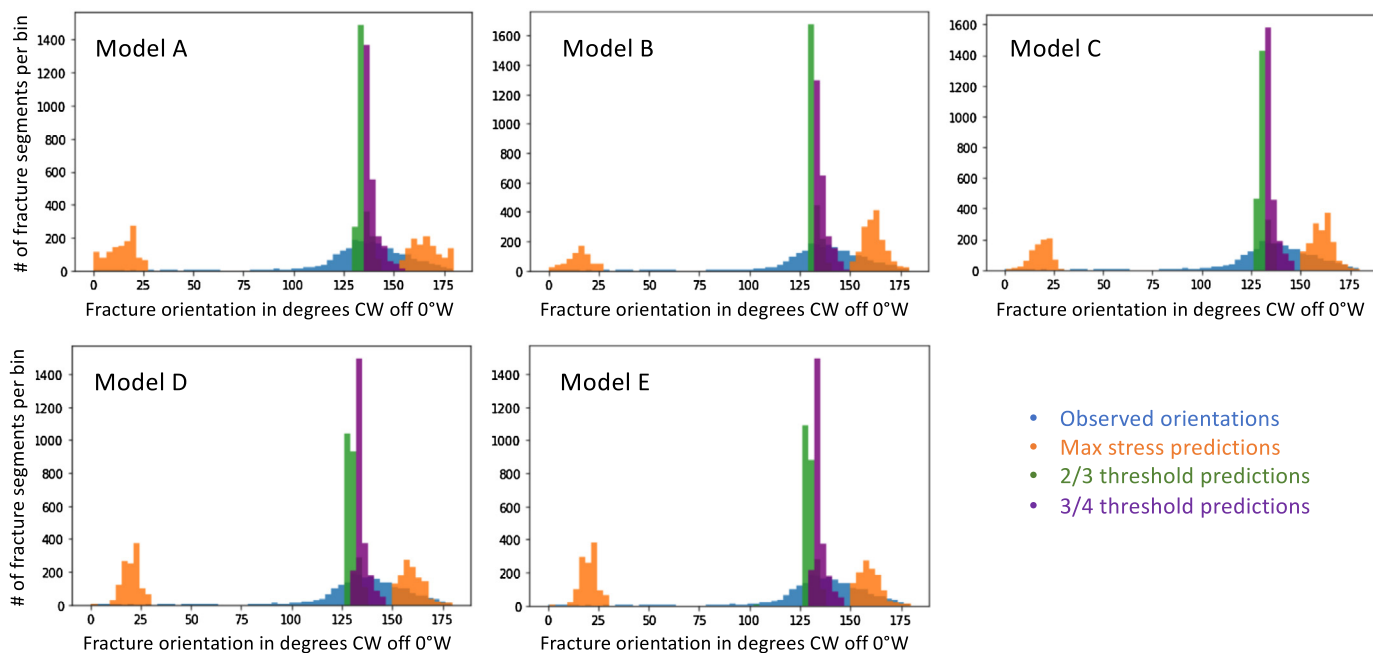 # of fracture segments per bin
Model A
1400
1200
1000
800
600
400
200
0
0 25 50 75 100 125 150 175
Fracture orientation in degrees CW off 0°W
Model B
1600
1400
1200
1000
800
600
400
200
0
0 25 50 75 100 125 150 175
Fracture orientation in degrees CW off 0°W
Model C
1600
1400
1200
1000
800
600
400
200
0
0 25 50 75 100 125 150 175
Fracture orientation in degrees CW off 0°W
# of fracture segments per bin
Model D
1400
1200
1000
800
600
400
200
0
0 25 50 75 100 125 150 175
Fracture orientation in degrees CW off 0°W
Model E
1400
1200
1000
800
600
400
200
0
0 25 50 75 100 125 150 175
Fracture orientation in degrees CW off 0°W
• Observed orientations
• Max stress predictions
• 2/3 threshold predictions
• 3/4 threshold predictions